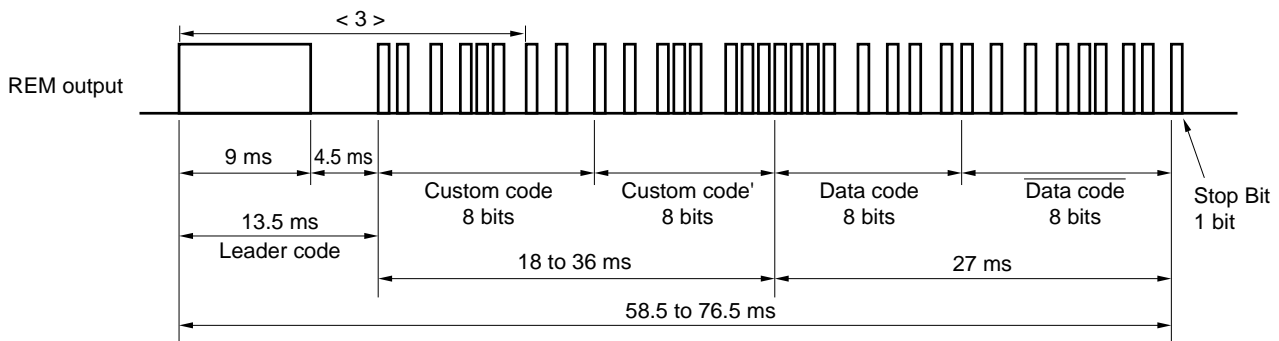 < 3 >
REM output
9 ms
4.5 ms
Custom code
8 bits
Custom code'
8 bits
Data code
8 bits
Data code
8 bits
Stop Bit
1 bit
13.5 ms
Leader code
18 to 36 ms
27 ms
58.5 to 76.5 ms